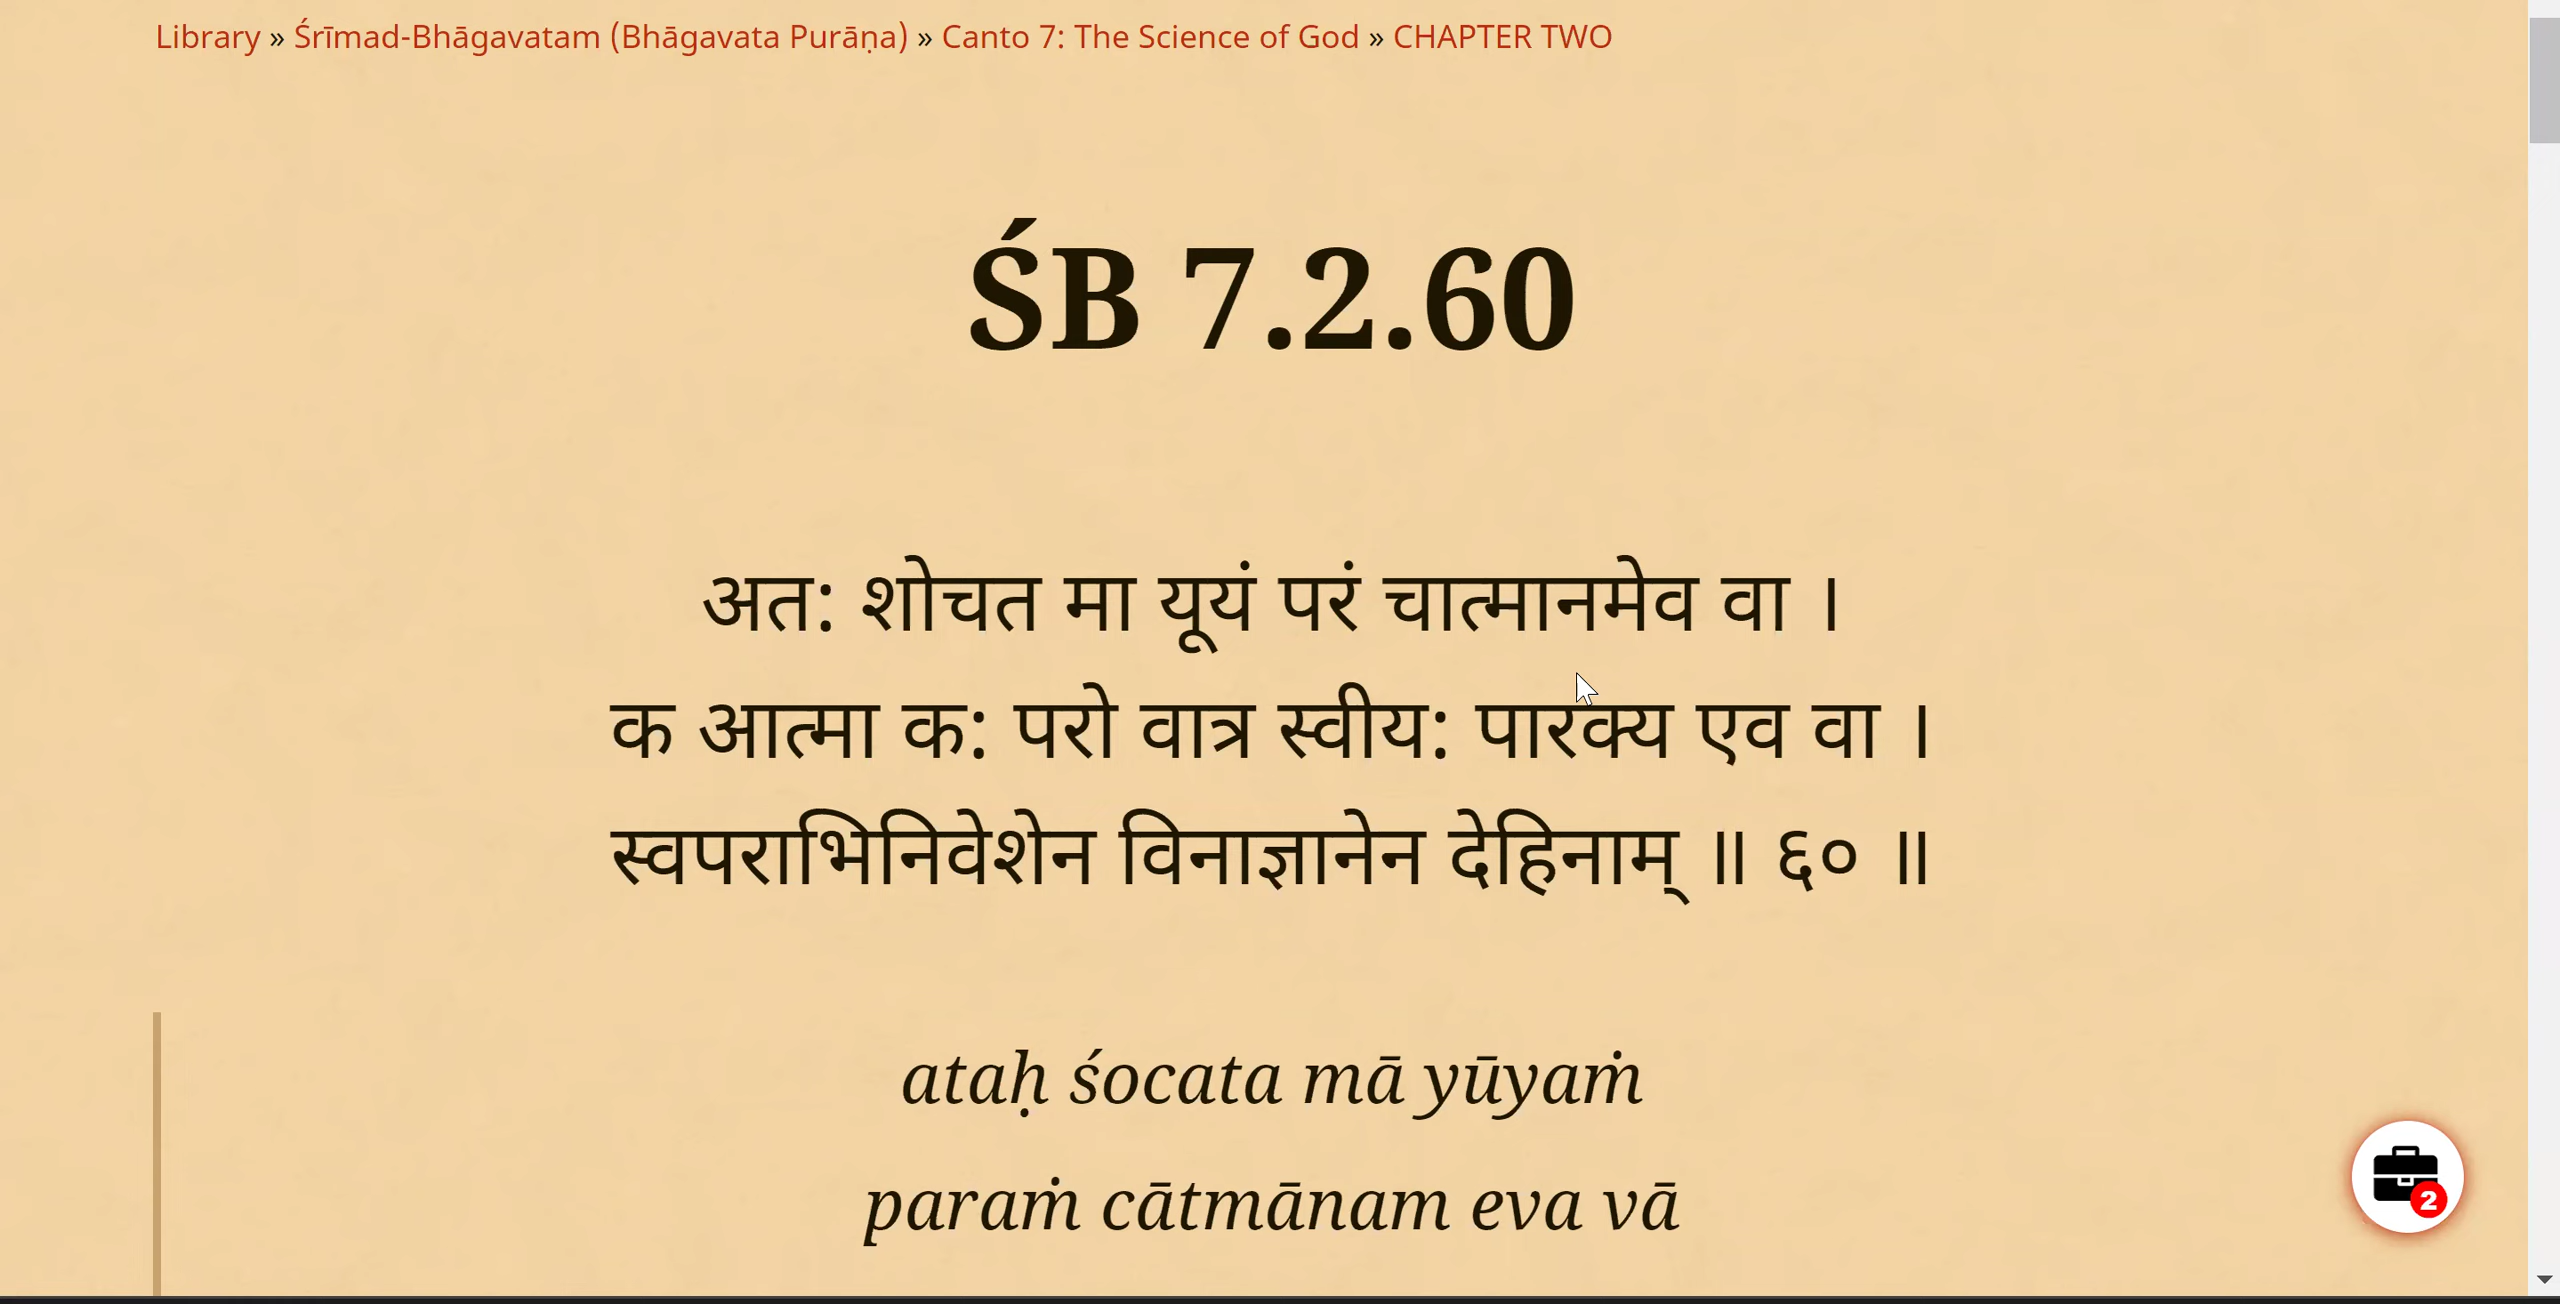 Library » Śrīmad-Bhāgavatam (Bhāgavata Purāṇa) » Canto 7: The Science of God » CHAPTER TWO
ŚB 7.2.60
अत: शोचत मा यूयं परं चात्मानमेव वा ।
क आत्मा क: परो वात्र स्वीय: पारक्य एव वा ।
स्वपराभिनिवेशेन विनाज्ञानेन देहिनाम् ॥ ६० ॥
ataḥ śocata mā yūyaṁ
paraṁ cātmānam eva vā
2